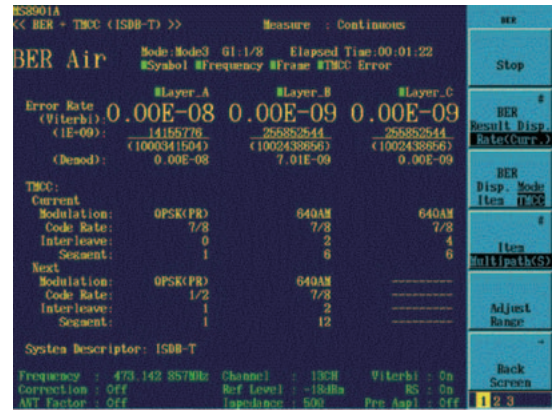 MS8901A
<< BER + TMCC (ISDB-T) >> Measure : Continuous
BER Air Mode:Mode3 GI:1/8 Elapsed Time:00:01:22
Symbol Frequency Frame TMCC Error
Layer_A Layer_B Layer_C
Error Rate
(Viterbi): 0.00E-08 0.00E-09 0.00E-09
(1E-09): 14155776 255852544 255852544
(1000341504) (1002438656) (1002438656)
(Demod): 0.00E-08 7.01E-09 0.00E-09
TMCC:
Current
Modulation: QPSK(PR) 64QAM 64QAM
Code Rate: 7/8 7/8 7/8
Interleave: 0 2 4
Segment: 1 6 6
Next
Modulation: QPSK(PR) 64QAM ----------
Code Rate: 1/2 7/8 ----------
Interleave: 1 2 ----------
Segment: 1 12 ----------
System Descriptor: ISDB-T
Frequency : 473.142 857MHz Channel : 13CH Viterbi : On
Correction : Off Ref Level : -18dBm RS : On
ANT Factor : Off Impedance : 50Ω Pre Ampl : Off
BER
Stop
#
BER
Result Disp.
Rate(Curr.)
BER
Disp. Mode
Item TMCC
#
Item
Multipath(S)
Adjust
Range
→
Back
Screen
1 2 3